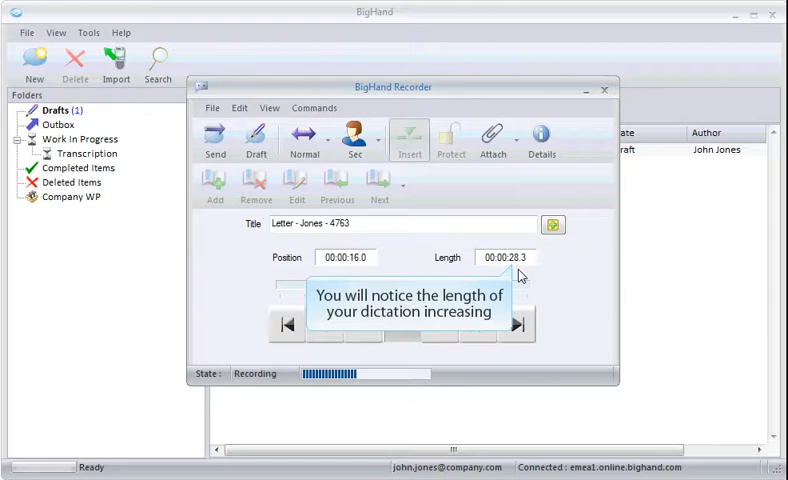 BigHand
File View Tools Help
New Delete Import Search
Folders
Drafts (1)
Outbox
Work In Progress
Transcription
Completed Items
Deleted Items
Company WP
BigHand Recorder
File Edit View Commands
Send Draft Normal Sec Insert Protect Attach Details
Add Remove Edit Previous Next
Title Letter - Jones - 4763
Position 00:00:16.0 Length 00:00:28.3
You will notice the length of
your dictation increasing
State : Recording
Author
John Jones
Ready john.jones@company.com Connected : emea1.online.bighand.com